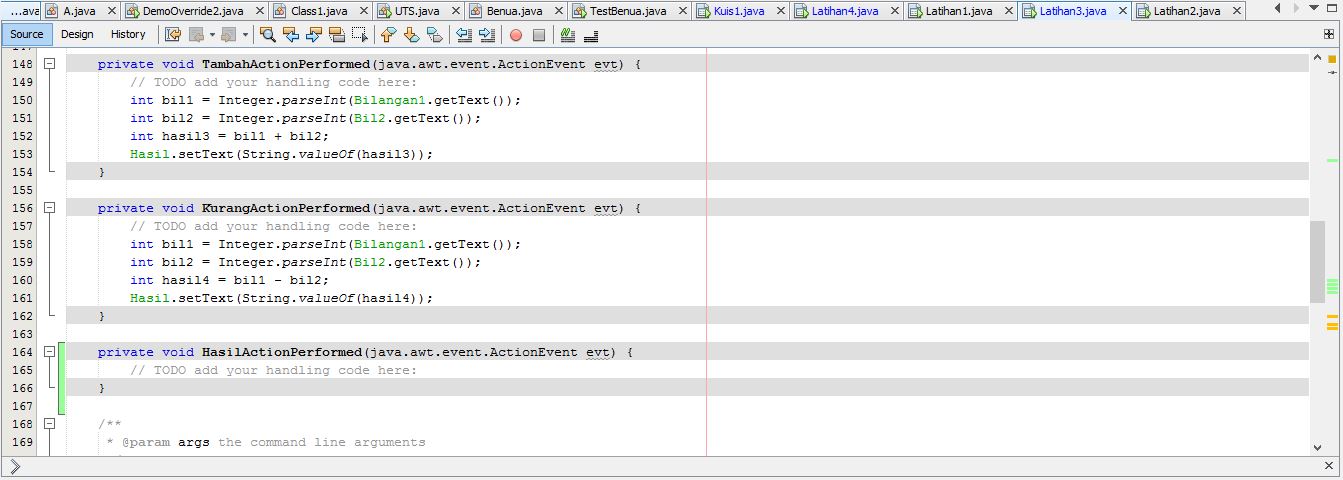 ...ava A.java DemoOverride2.java Class1.java UTS.java Benua.java TestBenua.java Kuis1.java Latihan4.java Latihan1.java Latihan3.java Latihan2.java
Source Design History
147
148 private void TambahActionPerformed(java.awt.event.ActionEvent evt) {
149 // TODO add your handling code here:
150 int bil1 = Integer.parseInt(Bilangan1.getText());
151 int bil2 = Integer.parseInt(Bil2.getText());
152 int hasil3 = bil1 + bil2;
153 Hasil.setText(String.valueOf(hasil3));
154 }
155
156 private void KurangActionPerformed(java.awt.event.ActionEvent evt) {
157 // TODO add your handling code here:
158 int bil1 = Integer.parseInt(Bilangan1.getText());
159 int bil2 = Integer.parseInt(Bil2.getText());
160 int hasil4 = bil1 - bil2;
161 Hasil.setText(String.valueOf(hasil4));
162 }
163
164 private void HasilActionPerformed(java.awt.event.ActionEvent evt) {
165 // TODO add your handling code here:
166 }
167
168 /**
169 * @param args the command line arguments